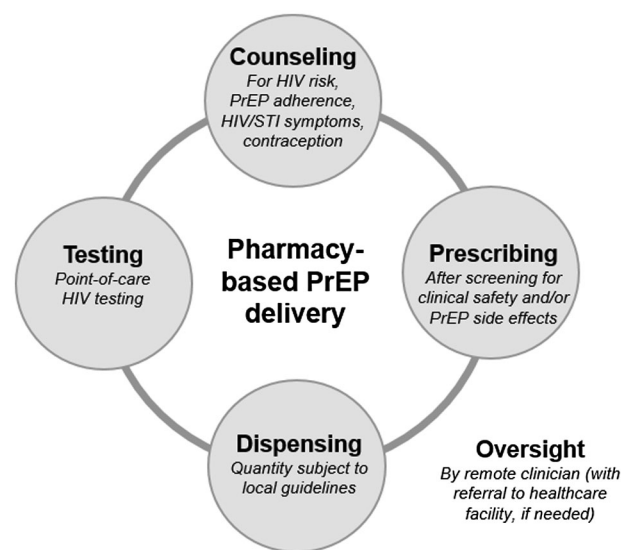 Counseling
For HIV risk,
PrEP adherence,
HIV/STI symptoms,
contraception
Testing
Point-of-care
HIV testing
Pharmacy-
based PrEP
delivery
Prescribing
After screening for
clinical safety and/or
PrEP side effects
Dispensing
Quantity subject to
local guidelines
Oversight
By remote clinician (with
referral to healthcare
facility, if needed)